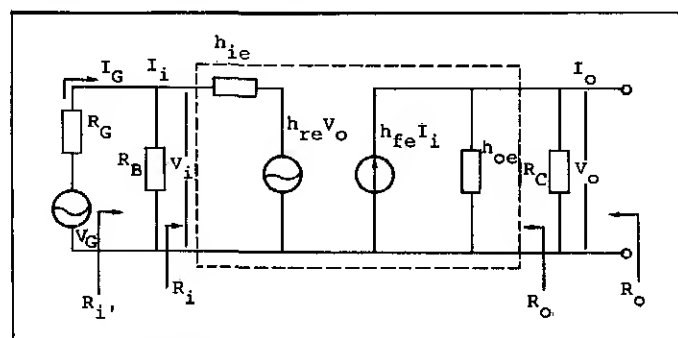 h_ie
I_G I_i I_o
R_G h_re V_o h_fe I_i h_oe
R_B V_i R_C V_o
V_G
R_i' R_i R_o. R_o